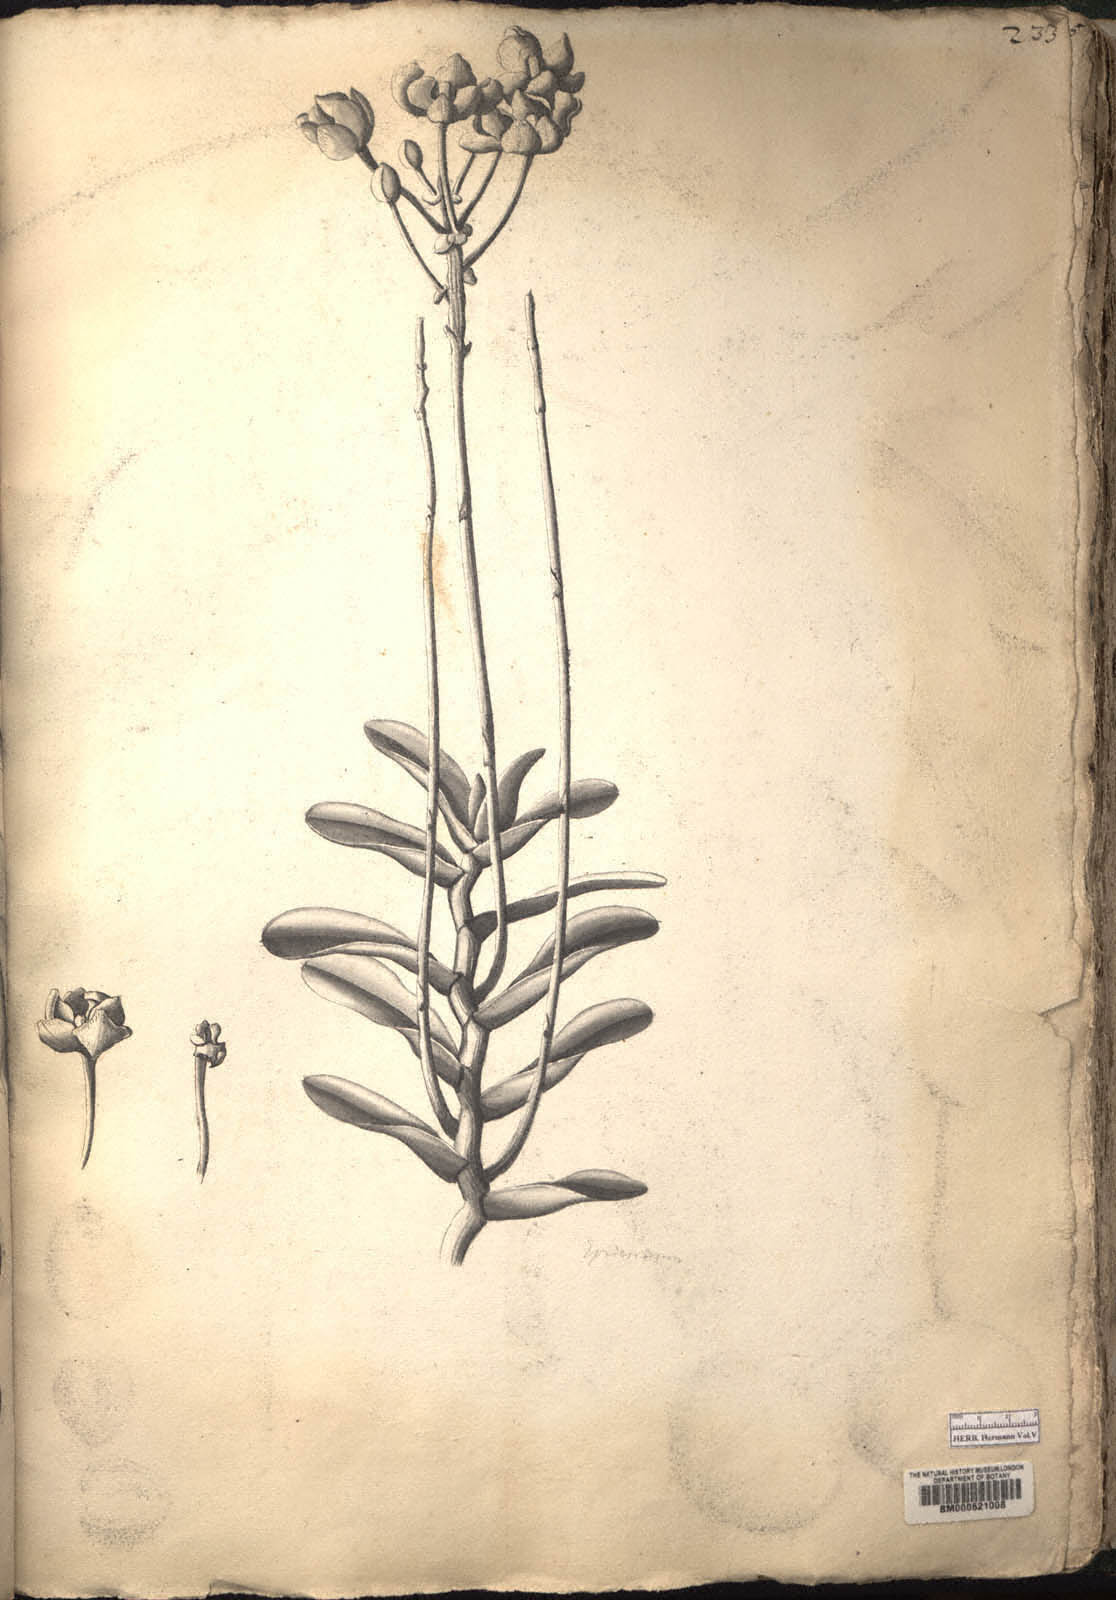 233
HERB. Hermann Vol.V
THE NATURAL HISTORY MUSEUM, LONDON
DEPARTMENT OF BOTANY
BM000621008